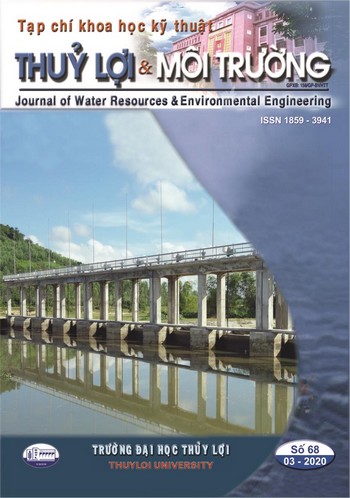 Tạp chí khoa học kỹ thuật
THUỶ LỢI & MÔI TRƯỜNG
Journal of Water Resources & Environmental Engineering
ISSN 1859 - 3941
TRƯỜNG ĐẠI HỌC THỦY LỢI
THUYLOI UNIVERSITY
Số 68
03 - 2020